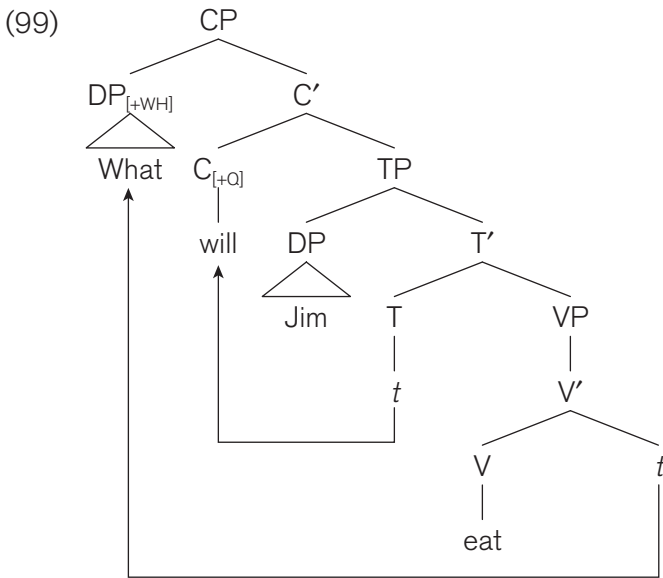 (99) CP
DP[+WH] C′
What C[+Q] TP
will DP T′
Jim T VP
t V′
V t
eat